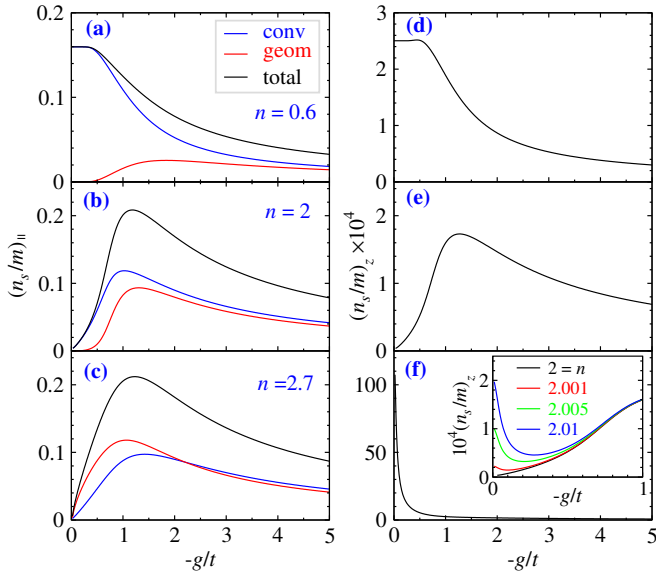 (a)
conv
geom
total
n = 0.6
0.2
0.1
0
(b)
n = 2
0.2
0.1
0
(n_s/m)_||
(c)
n=2.7
0.2
0.1
0
0 1 2 3 4 5
-g/t
(d)
3
2
1
0
(e)
(n_s/m)_z ×10^4
(f)
100
50
0
0 1 2 3 4 5
-g/t
2 = n
2.001
2.005
2.01
10^4(n_s/m)_z
2
1
0
0 1
-g/t